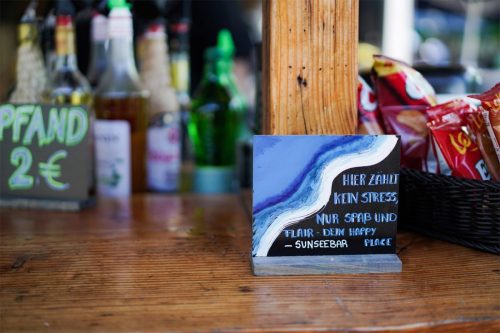 PFAND
2 €
HIER ZÄHLT
KEIN STRESS,
NUR SPAß UND
FLAIR - DEIN HAPPY
PLACE
— SUNSEEBAR